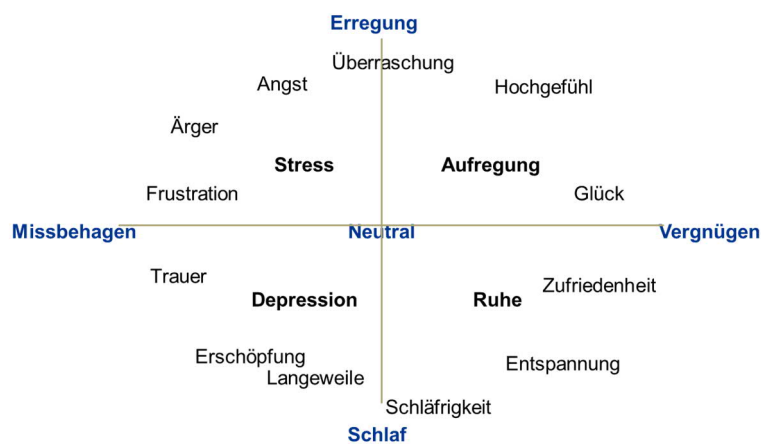 Erregung
Überraschung
Angst
Hochgefühl
Ärger
Stress
Aufregung
Frustration
Glück
Missbehagen
Neutral
Vergnügen
Trauer
Zufriedenheit
Depression
Ruhe
Erschöpfung
Entspannung
Langeweile
Schläfrigkeit
Schlaf